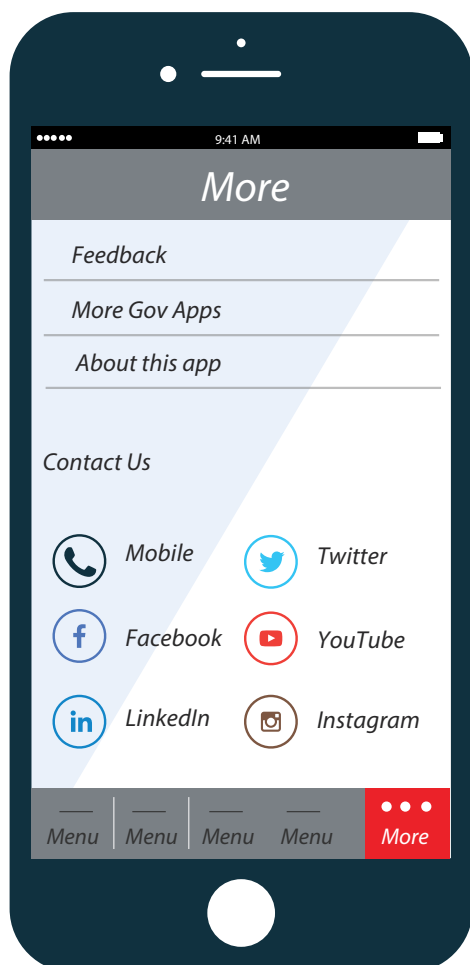 9:41 AM
More
Feedback
More Gov Apps
About this app
Contact Us
Mobile
Twitter
Facebook
YouTube
LinkedIn
Instagram
Menu
Menu
Menu
Menu
More